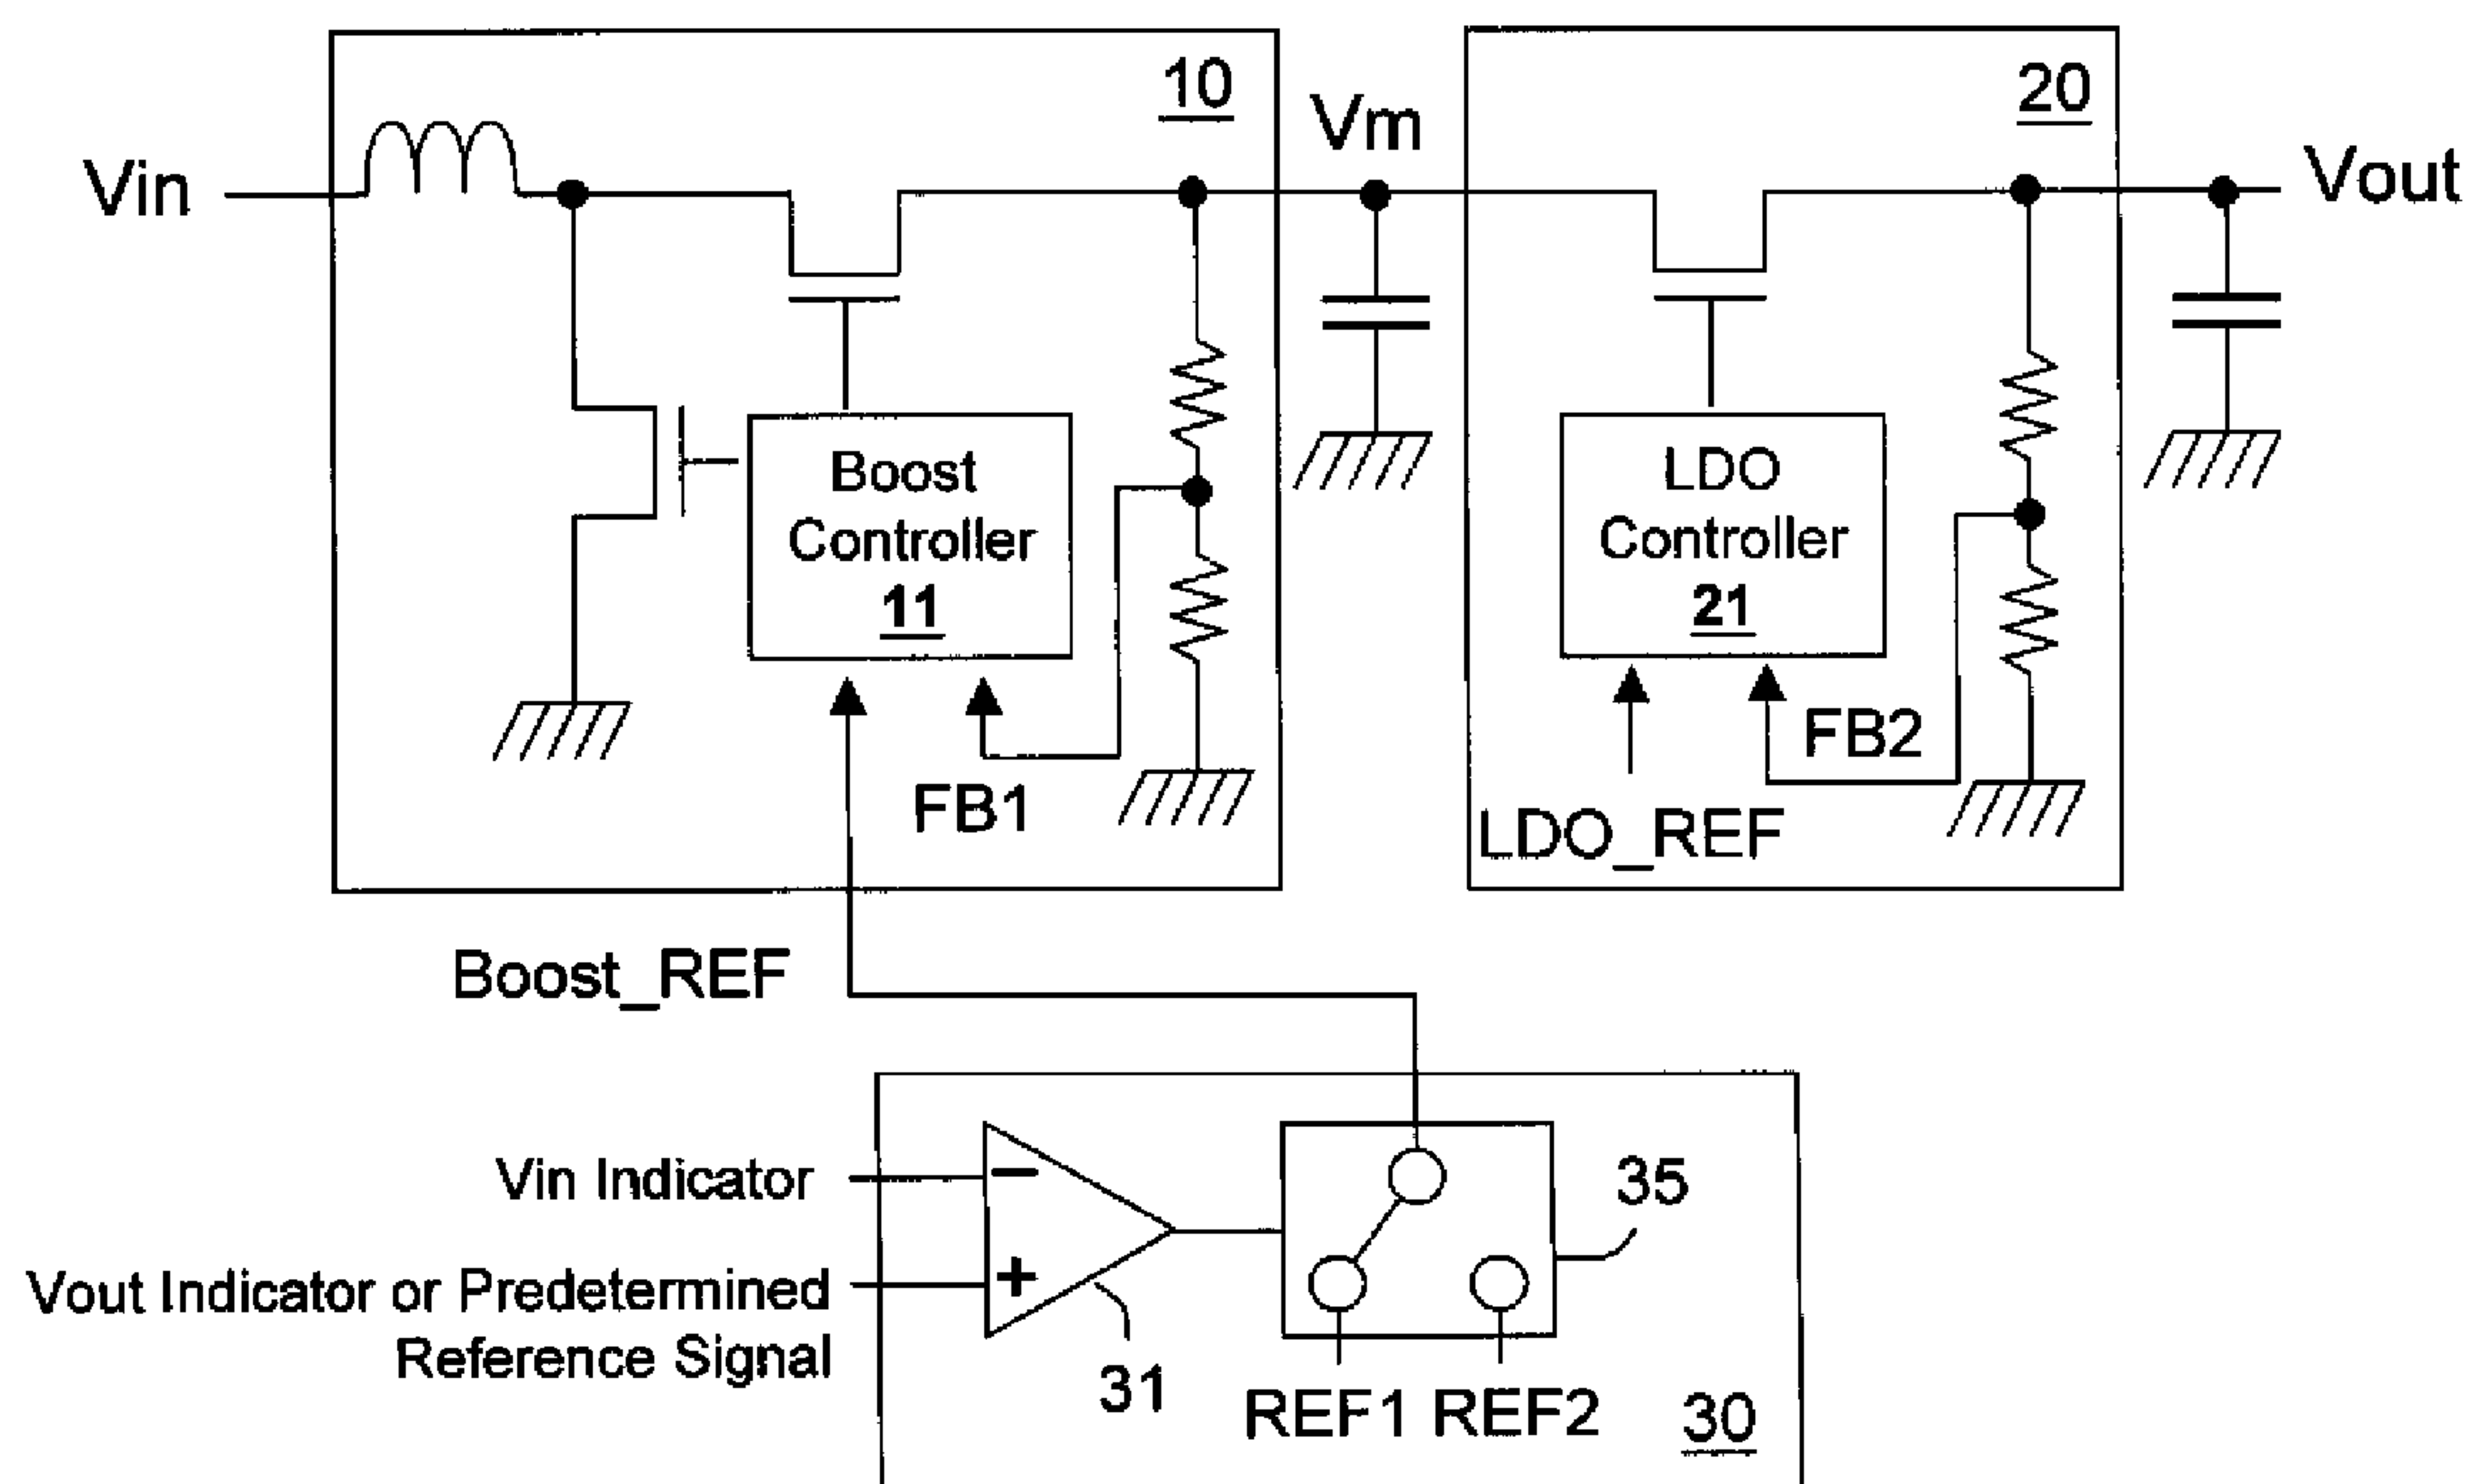 10
20
Vm
Vin
Vout
Boost
Controller
11
LDO
Controller
21
FB1
FB2
LDO_REF
Boost_REF
Vin Indicator
−
+
Vout Indicator or Predetermined
Reference Signal
31
35
REF1 REF2
30